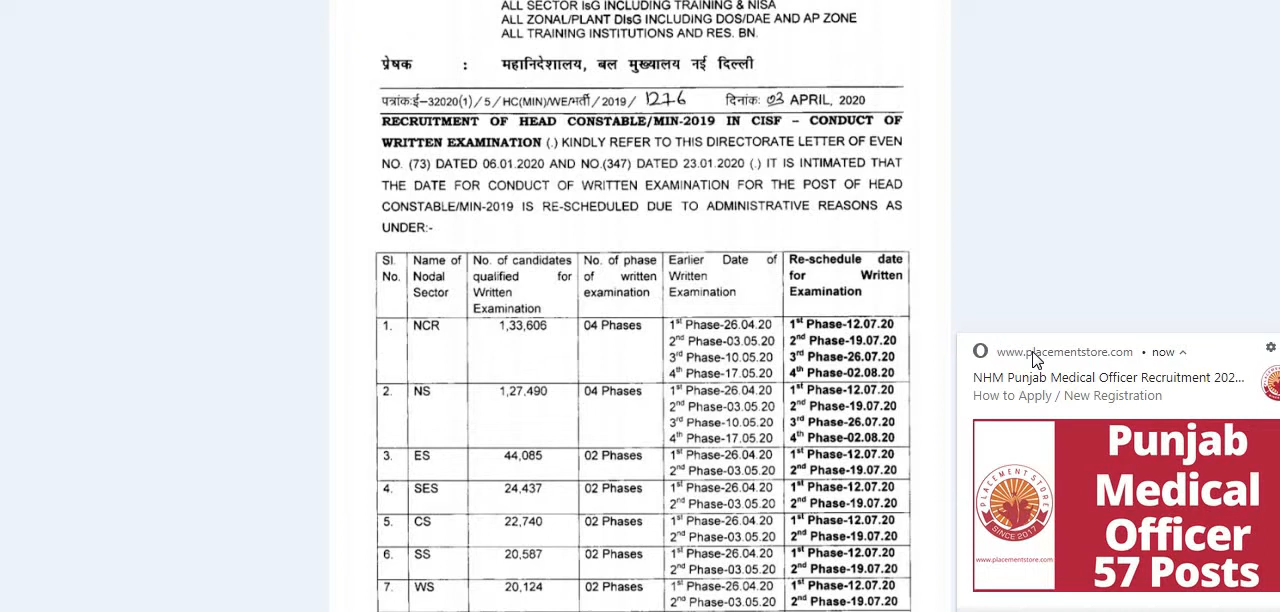 ALL SECTOR IsG INCLUDING TRAINING & NISA
ALL ZONAL/PLANT DIsG INCLUDING DOS/DAE AND AP ZONE
ALL TRAINING INSTITUTIONS AND RES. BN.
प्रेषक : महानिदेशालय, बल मुख्यालय नई दिल्ली
पत्रांकःई-32020(1)/5/HC(MIN)/WE/भर्ती/2019/ 1276 दिनांकः 03 APRIL, 2020
RECRUITMENT OF HEAD CONSTABLE/MIN-2019 IN CISF – CONDUCT OF
WRITTEN EXAMINATION (.) KINDLY REFER TO THIS DIRECTORATE LETTER OF EVEN
NO. (73) DATED 06.01.2020 AND NO.(347) DATED 23.01.2020 (.) IT IS INTIMATED THAT
THE DATE FOR CONDUCT OF WRITTEN EXAMINATION FOR THE POST OF HEAD
CONSTABLE/MIN-2019 IS RE-SCHEDULED DUE TO ADMINISTRATIVE REASONS AS
UNDER:-
Sl. Name of No. of candidates No. of phase Earlier Date of Re-schedule date
No. Nodal qualified for of written Written for Written
Sector Written examination Examination Examination
Examination
1. NCR 1,33,606 04 Phases 1st Phase-26.04.20 1st Phase-12.07.20
2nd Phase-03.05.20 2nd Phase-19.07.20
3rd Phase-10.05.20 3rd Phase-26.07.20
4th Phase-17.05.20 4th Phase-02.08.20
2. NS 1,27,490 04 Phases 1st Phase-26.04.20 1st Phase-12.07.20
2nd Phase-03.05.20 2nd Phase-19.07.20
3rd Phase-10.05.20 3rd Phase-26.07.20
4th Phase-17.05.20 4th Phase-02.08.20
3. ES 44,085 02 Phases 1st Phase-26.04.20 1st Phase-12.07.20
2nd Phase-03.05.20 2nd Phase-19.07.20
4. SES 24,437 02 Phases 1st Phase-26.04.20 1st Phase-12.07.20
2nd Phase-03.05.20 2nd Phase-19.07.20
5. CS 22,740 02 Phases 1st Phase-26.04.20 1st Phase-12.07.20
2nd Phase-03.05.20 2nd Phase-19.07.20
6. SS 20,587 02 Phases 1st Phase-26.04.20 1st Phase-12.07.20
2nd Phase-03.05.20 2nd Phase-19.07.20
7. WS 20,124 02 Phases 1st Phase-26.04.20 1st Phase-12.07.20
2nd Phase-03.05.20 2nd Phase-19.07.20
www.placementstore.com • now
NHM Punjab Medical Officer Recruitment 202...
How to Apply / New Registration
Punjab
Medical
Officer
57 Posts
PLACEMENT STORE
SINCE 2017
www.placementstore.com